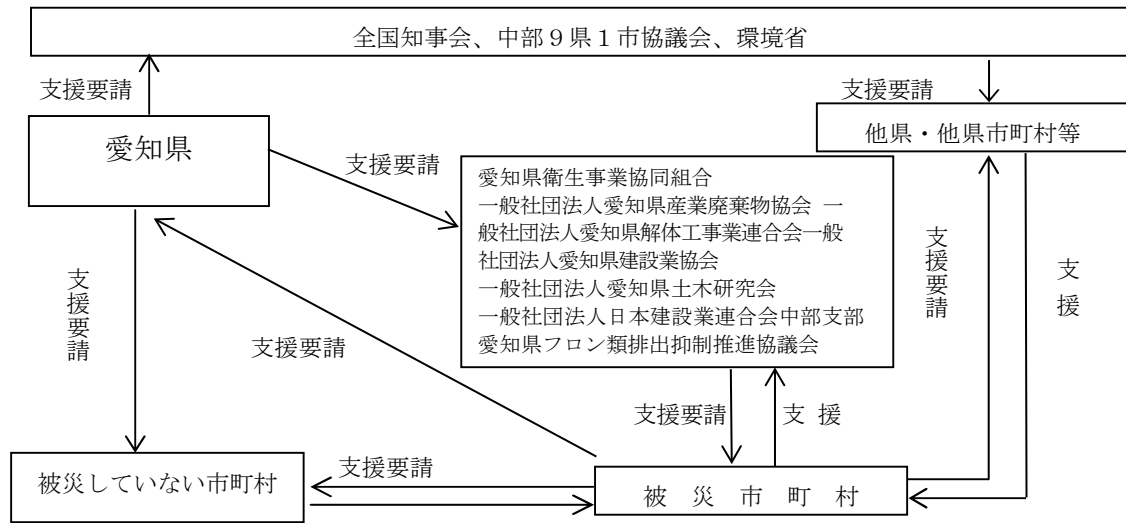 全国知事会、中部９県１市協議会、環境省
支援要請
支援要請
愛知県
他県・他県市町村等
支援要請
愛知県衛生事業協同組合
一般社団法人愛知県産業廃棄物協会 一
般社団法人愛知県解体工事業連合会一般
社団法人愛知県建設業協会
一般社団法人愛知県土木研究会
一般社団法人日本建設業連合会中部支部
愛知県フロン類排出抑制推進協議会
支援要請
支援要請
支援
支援要請
支援要請
支 援
被災していない市町村
支援要請
被 災 市 町 村